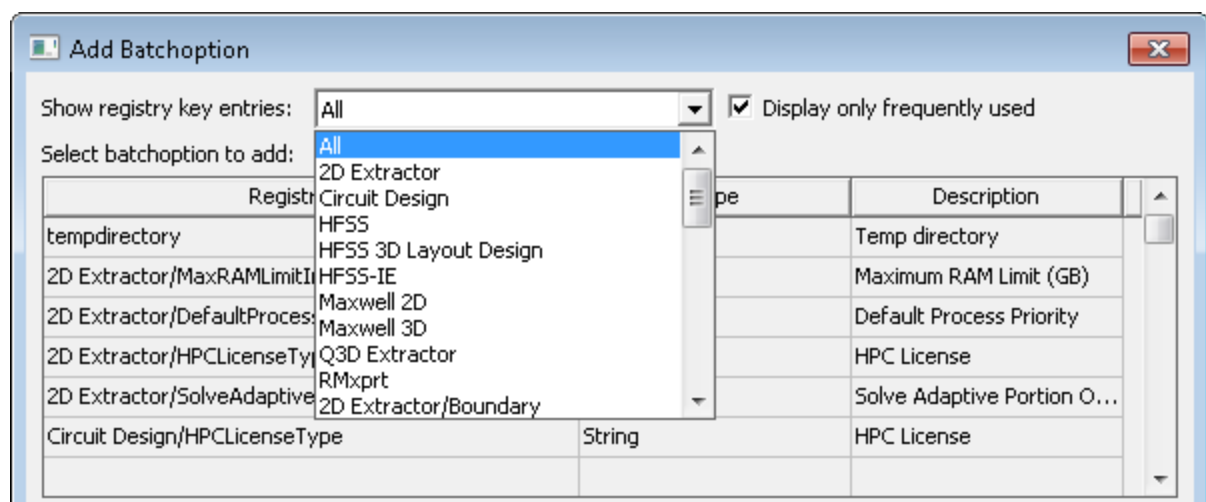 Add Batchoption
Show registry key entries: All Display only frequently used
Select batchoption to add:
All
2D Extractor
Circuit Design
HFSS
HFSS 3D Layout Design
HFSS-IE
Maxwell 2D
Maxwell 3D
Q3D Extractor
RMxprt
2D Extractor/Boundary
Registr pe Description
tempdirectory Temp directory
2D Extractor/MaxRAMLimitI Maximum RAM Limit (GB)
2D Extractor/DefaultProces Default Process Priority
2D Extractor/HPCLicenseTy HPC License
2D Extractor/SolveAdaptive Solve Adaptive Portion O...
Circuit Design/HPCLicenseType String HPC License